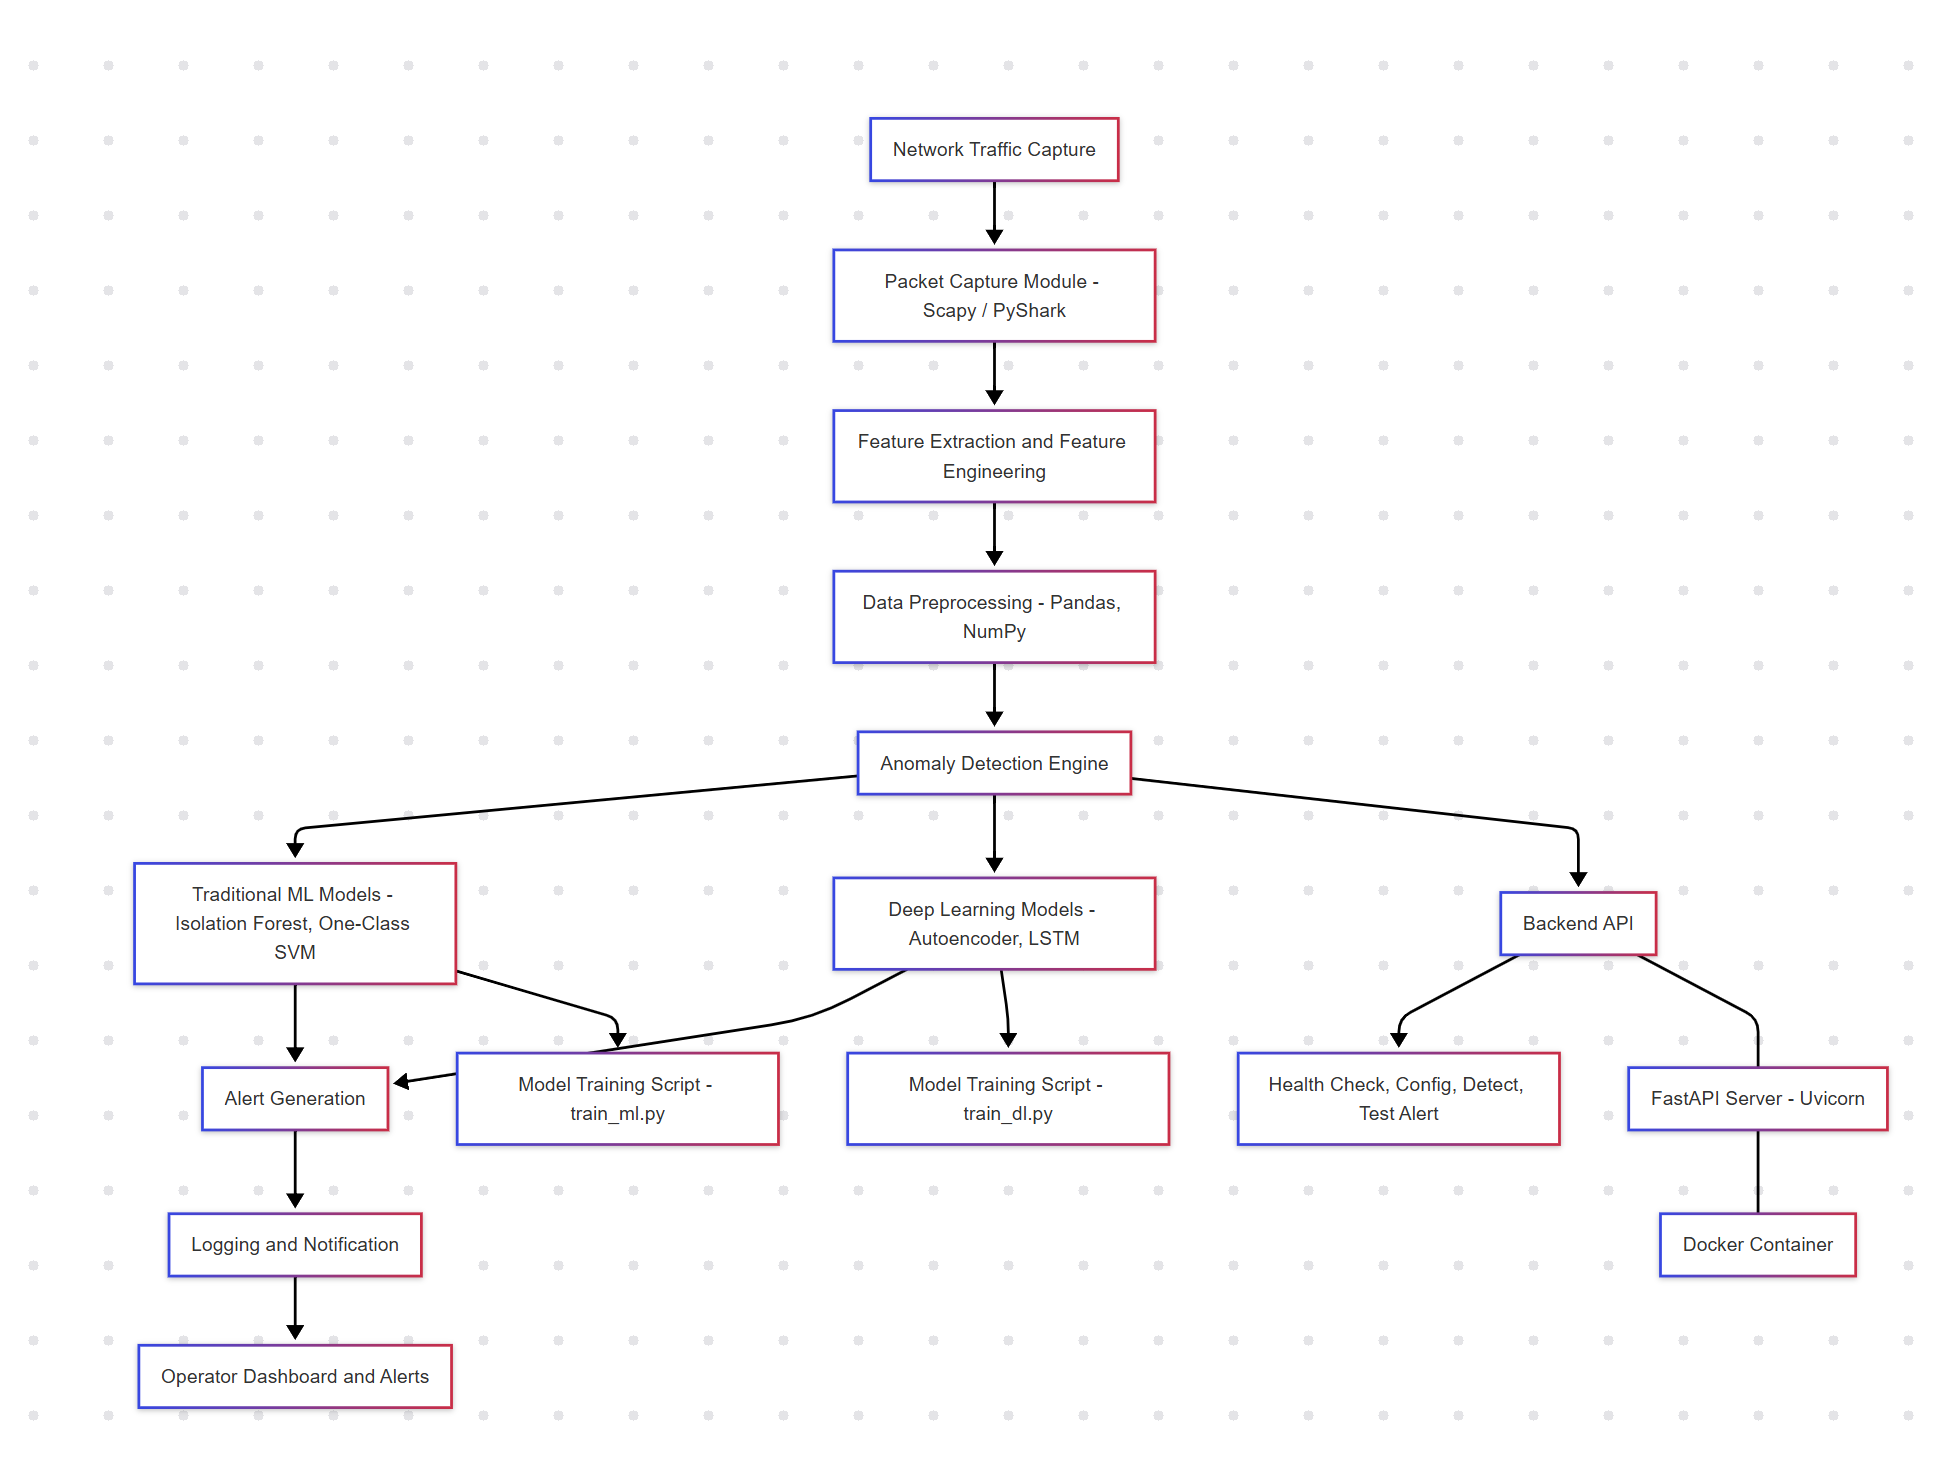 Network Traffic Capture
Packet Capture Module -
Scapy / PyShark
Feature Extraction and Feature
Engineering
Data Preprocessing - Pandas,
NumPy
Anomaly Detection Engine
Traditional ML Models -
Isolation Forest, One-Class
SVM
Deep Learning Models -
Autoencoder, LSTM
Backend API
Alert Generation
Model Training Script -
train_ml.py
Model Training Script -
train_dl.py
Health Check, Config, Detect,
Test Alert
FastAPI Server - Uvicorn
Logging and Notification
Docker Container
Operator Dashboard and Alerts